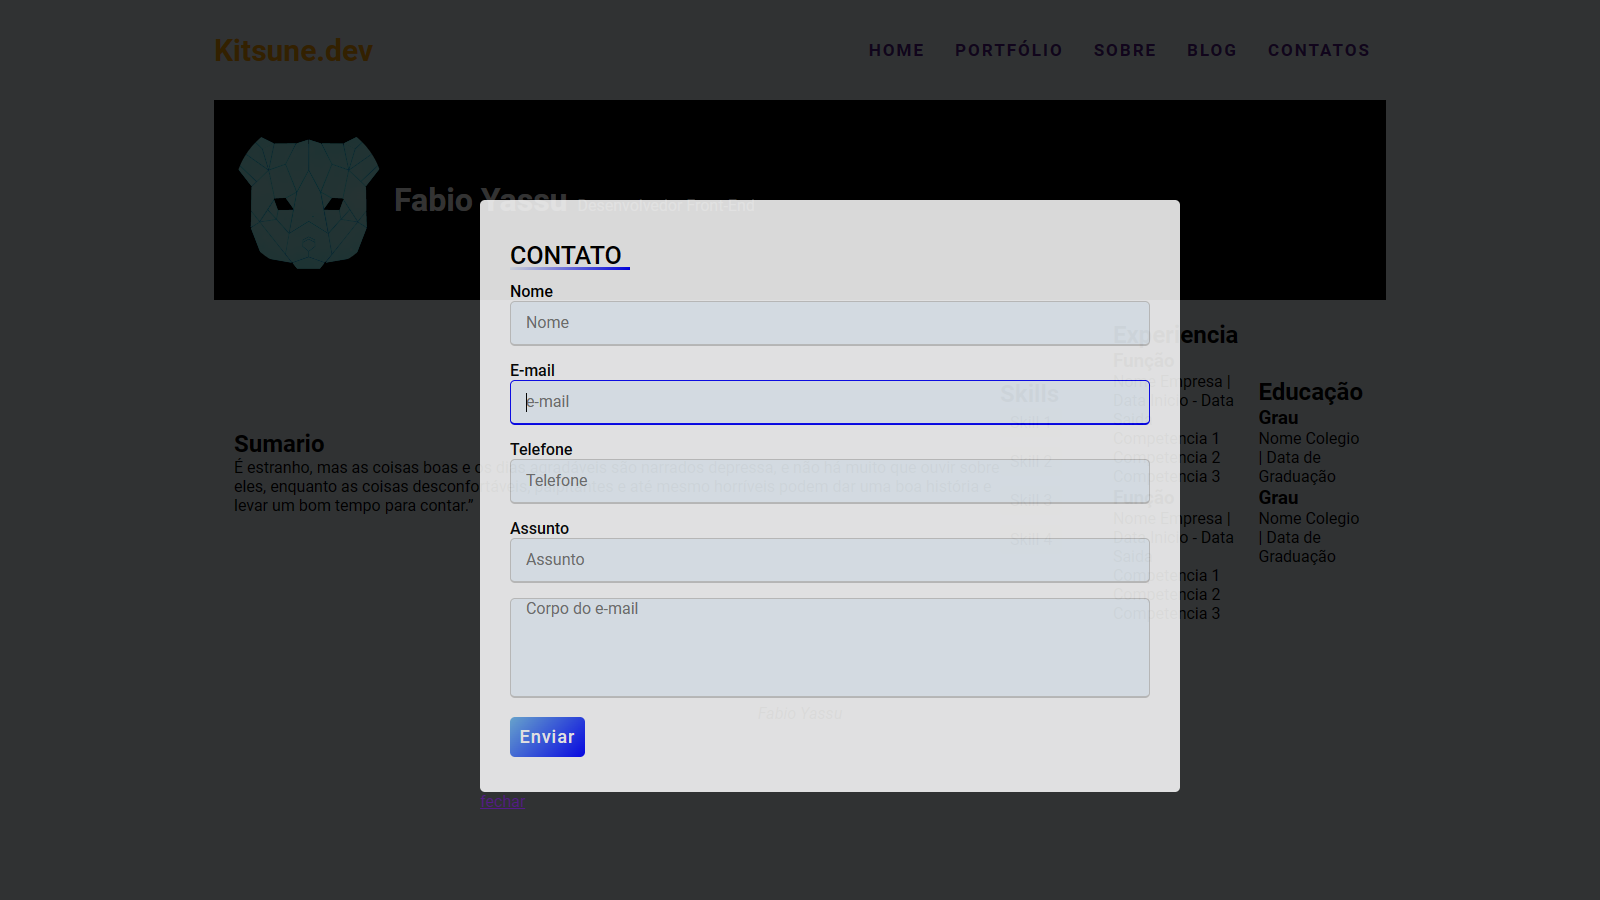 Kitsune.dev
HOME PORTFÓLIO SOBRE BLOG CONTATOS
Fabio Yassu Desenvolvedor Front-End
CONTATO
Nome
Nome
E-mail
e-mail
Telefone
Telefone
Assunto
Assunto
Corpo do e-mail
Enviar
fechar
Sumario
É estranho, mas as coisas boas e os dias agradáveis são narrados depressa, e não há muito que ouvir sobre
eles, enquanto as coisas desconfortáveis, palpitantes e até mesmo horríveis podem dar uma boa história e
levar um bom tempo para contar.”
Skills
Skill 1
Skill 2
Skill 3
Skill 4
Experiencia
Função
Nome Empresa |
Data Inicio - Data
Saida
Competencia 1
Competencia 2
Competencia 3
Função
Nome Empresa |
Data Inicio - Data
Saida
Competencia 1
Competencia 2
Competencia 3
Educação
Grau
Nome Colegio
| Data de
Graduação
Grau
Nome Colegio
| Data de
Graduação
Fabio Yassu